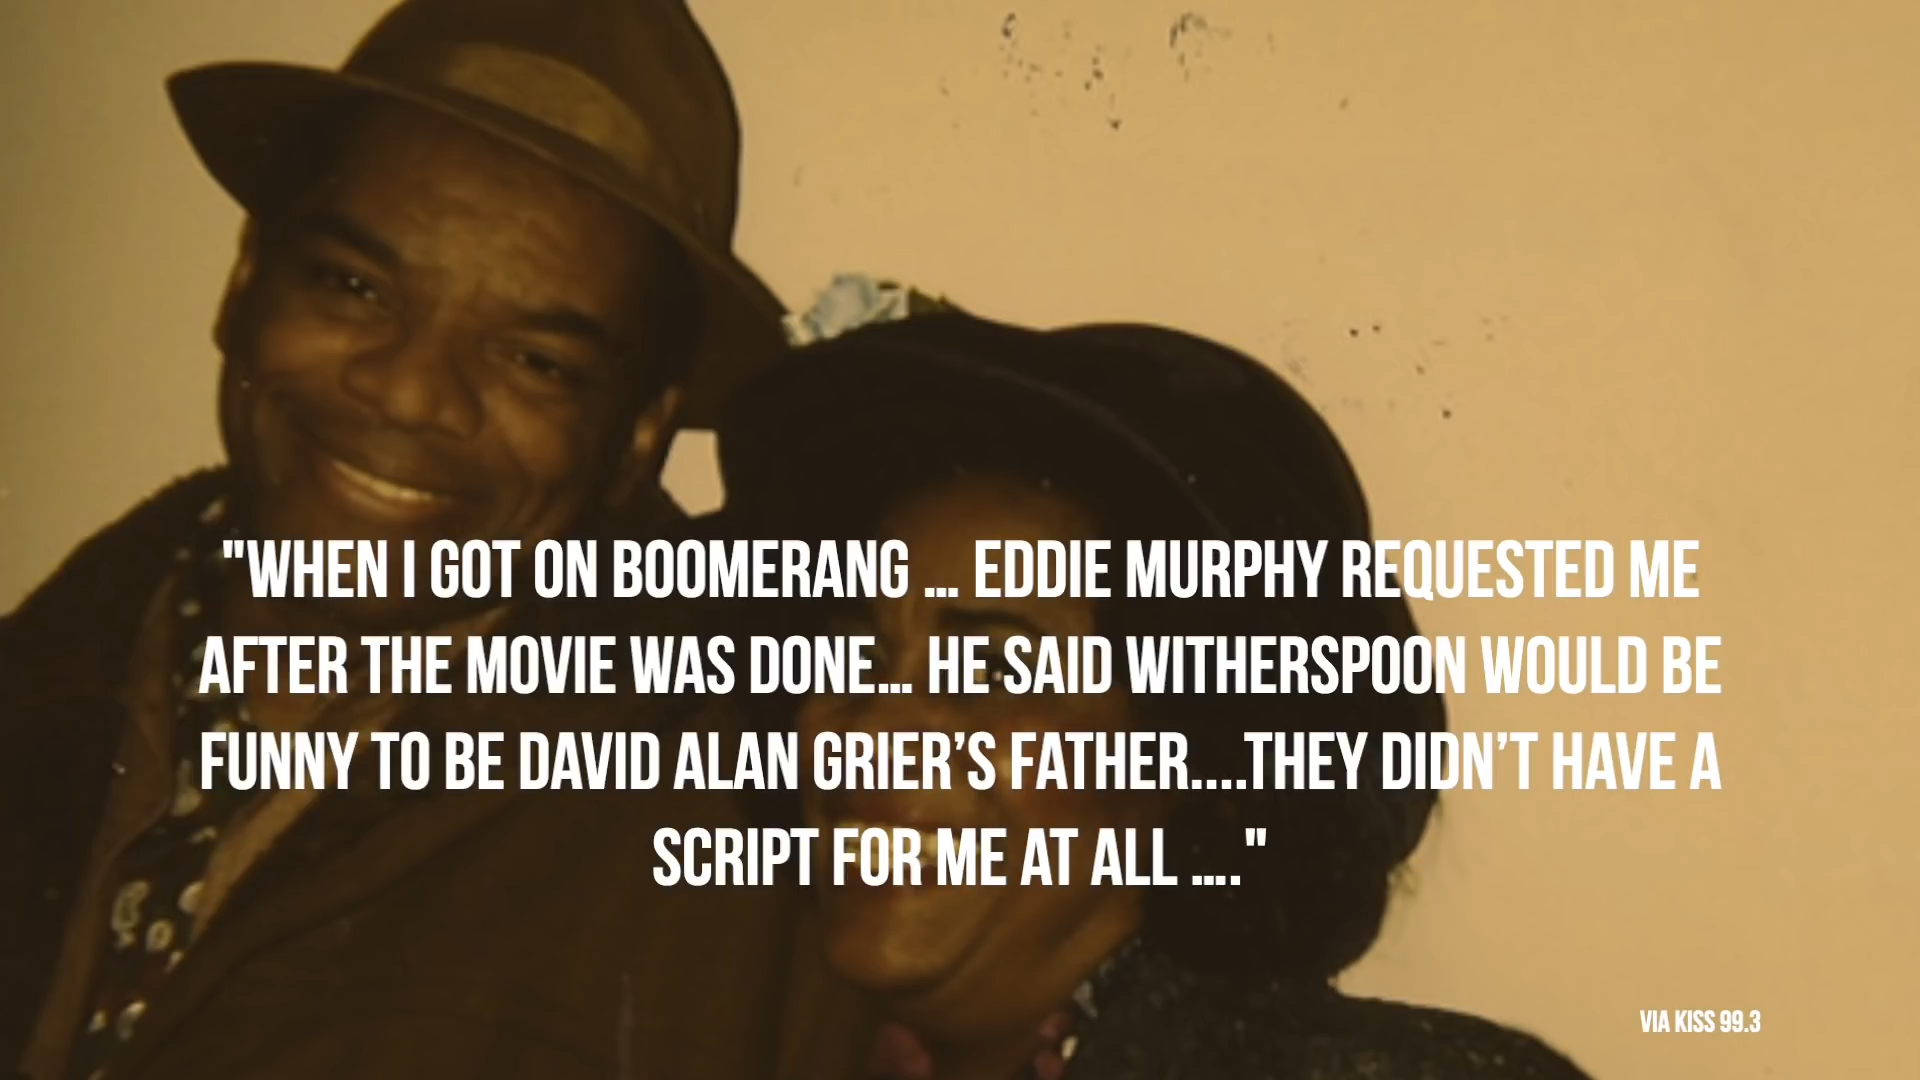 "WHEN I GOT ON BOOMERANG ... EDDIE MURPHY REQUESTED ME
AFTER THE MOVIE WAS DONE... HE SAID WITHERSPOON WOULD BE
FUNNY TO BE DAVID ALAN GRIER’S FATHER....THEY DIDN’T HAVE A
SCRIPT FOR ME AT ALL ...."
VIA KISS 99.3